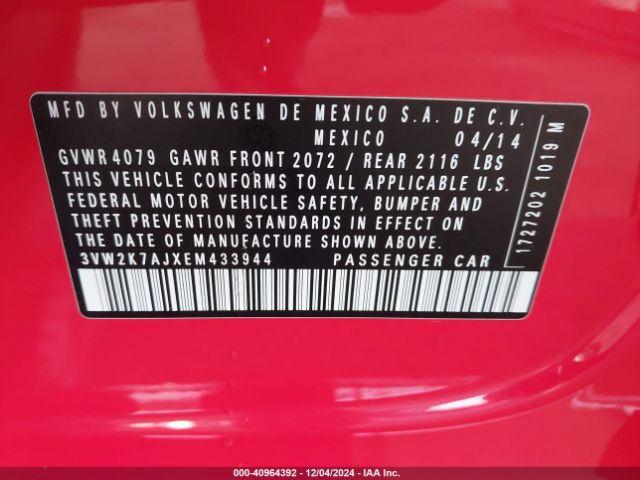 MFD BY VOLKSWAGEN DE MEXICO S.A. DE C.V.
MEXICO 04/14
GVWR 4079 GAWR FRONT 2072 / REAR 2116 LBS
THIS VEHICLE CONFORMS TO ALL APPLICABLE U.S.
FEDERAL MOTOR VEHICLE SAFETY, BUMPER AND
THEFT PREVENTION STANDARDS IN EFFECT ON
THE DATE OF MANUFACTURE SHOWN ABOVE.
3VW2K7AJXEM433944 PASSENGER CAR
1727202 1019 M
000-40964392 - 12/04/2024 - IAA Inc.